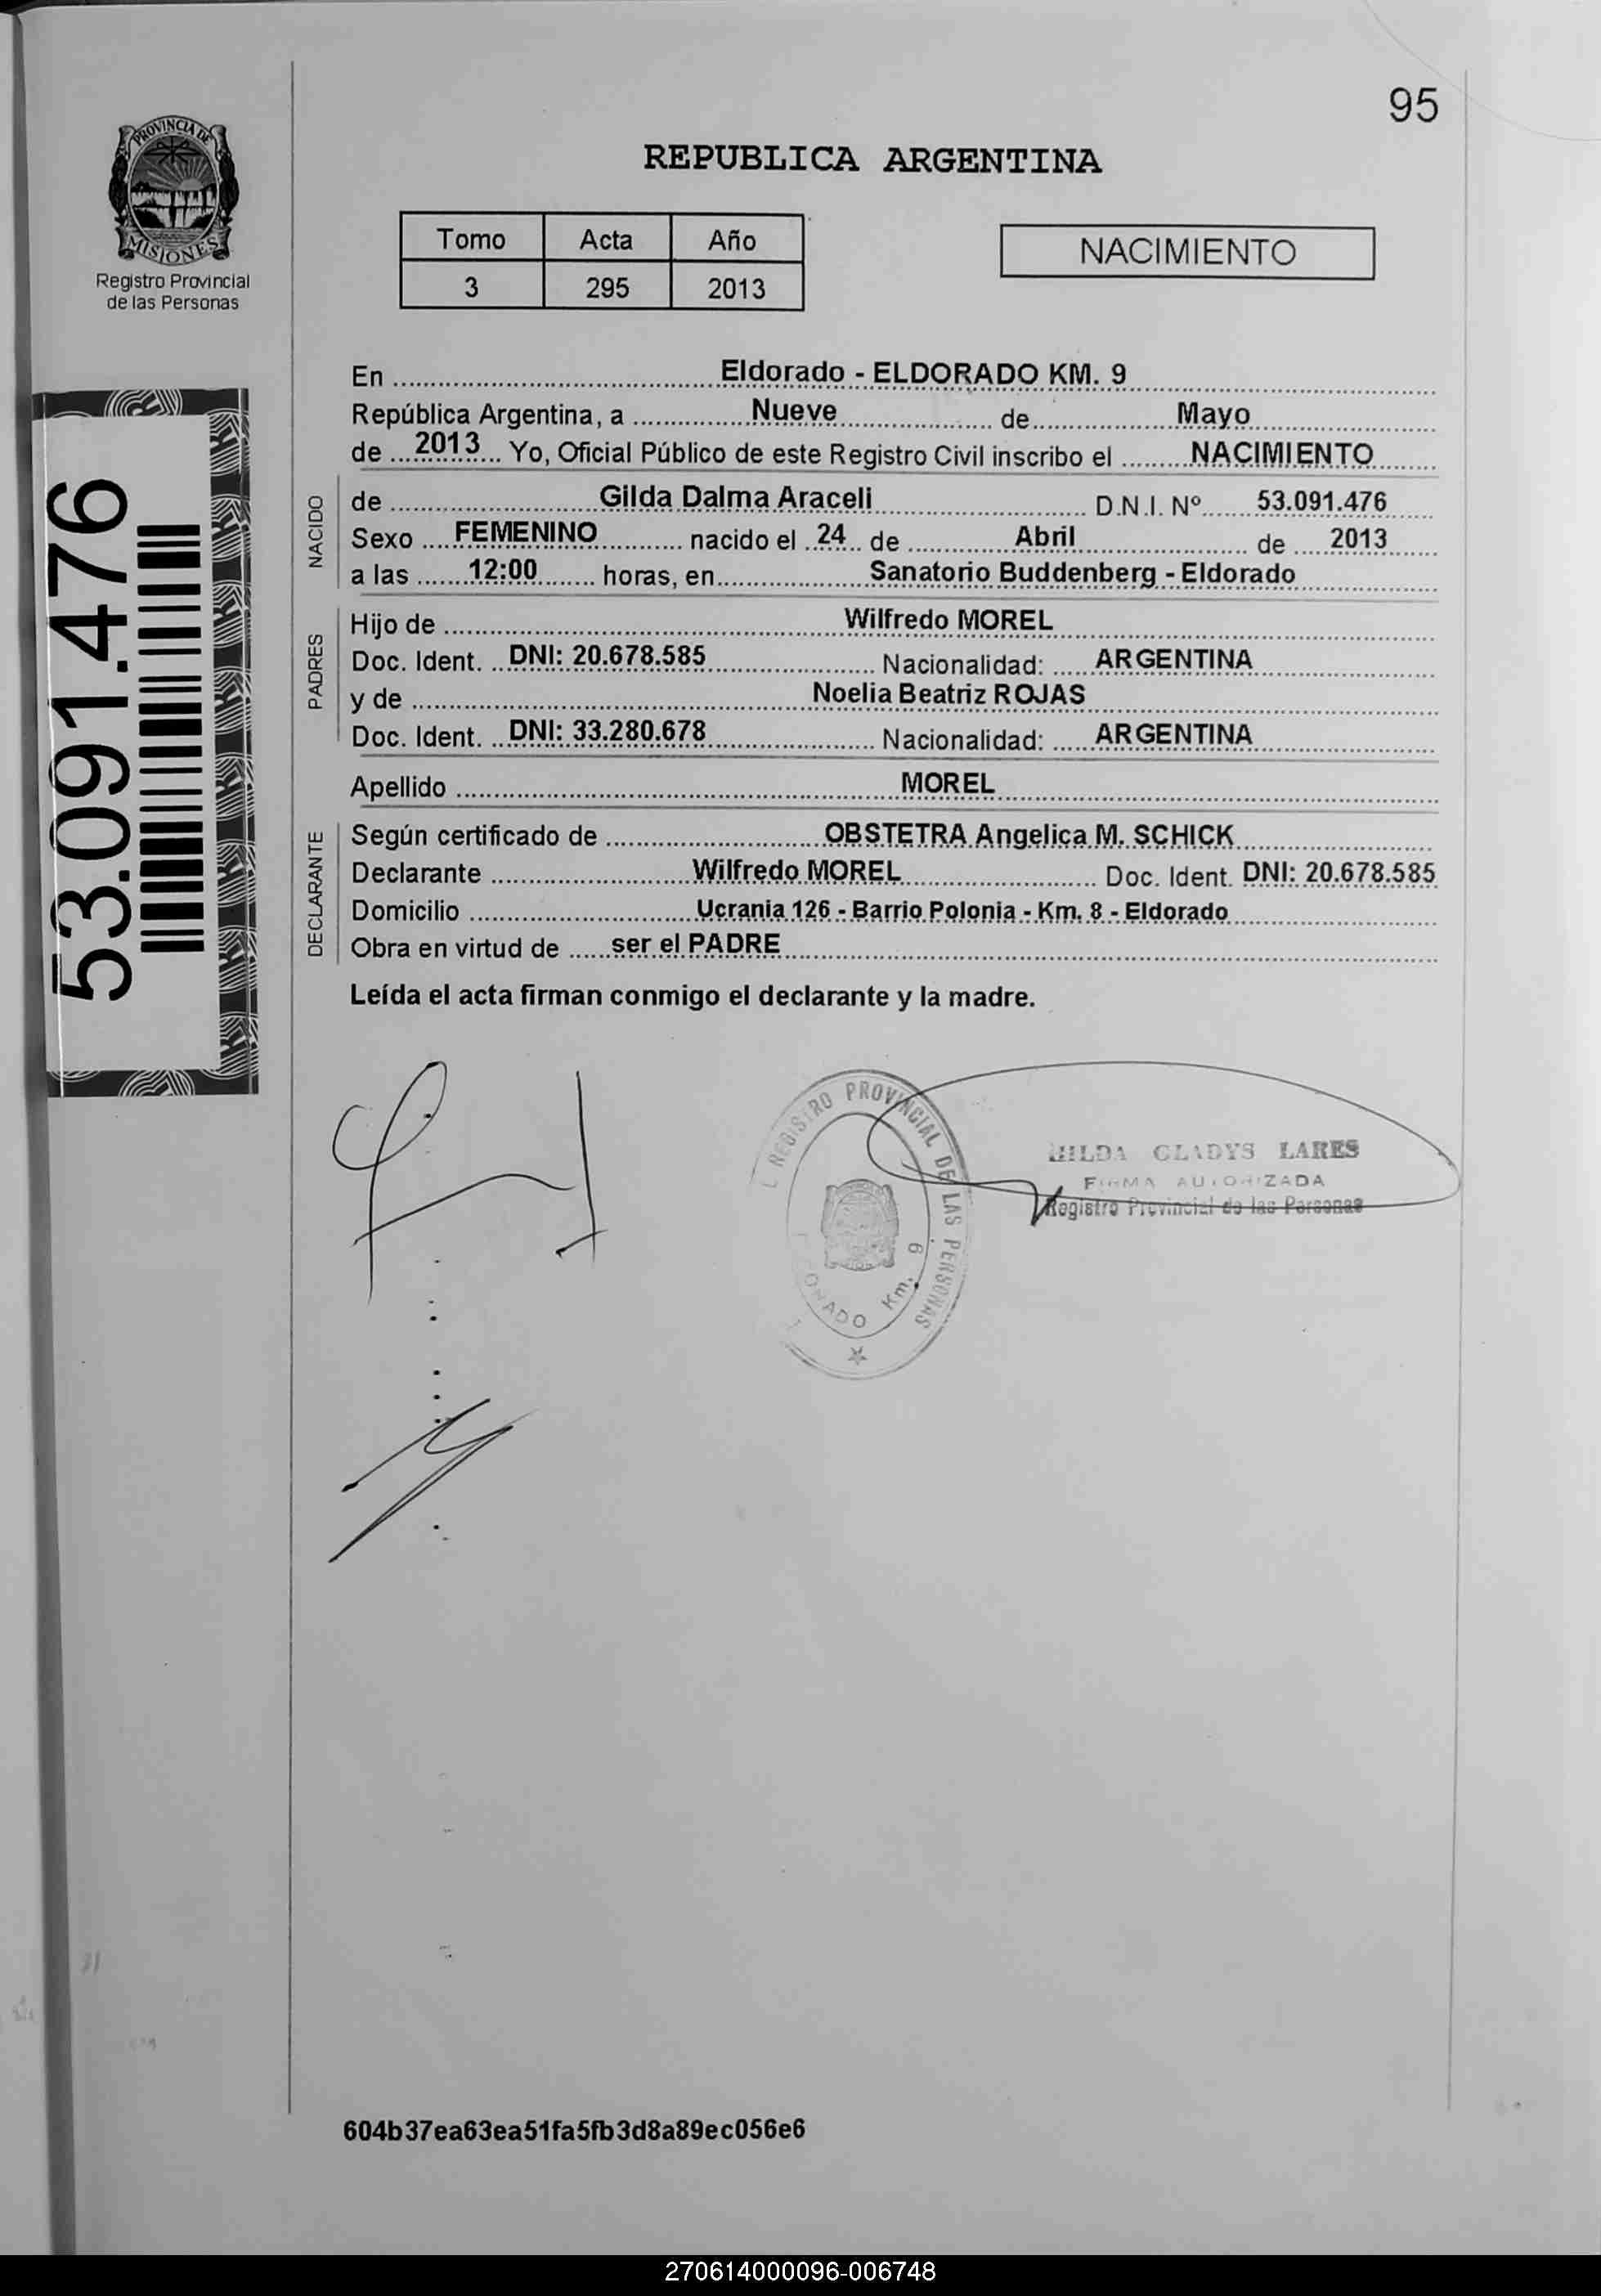 95
PROVINCIA DE
MISIONES
Registro Provincial
de las Personas
REPUBLICA ARGENTINA
Tomo Acta Año
3 295 2013
NACIMIENTO
53.091.476
En Eldorado - ELDORADO KM. 9
República Argentina, a Nueve de Mayo
de 2013 Yo, Oficial Público de este Registro Civil inscribo el NACIMIENTO
NACIDO
de Gilda Dalma Araceli D.N.I. Nº 53.091.476
Sexo FEMENINO nacido el 24 de Abril de 2013
a las 12:00 horas, en Sanatorio Buddenberg - Eldorado
PADRES
Hijo de Wilfredo MOREL
Doc. Ident. DNI: 20.678.585 Nacionalidad: ARGENTINA
y de Noelia Beatriz ROJAS
Doc. Ident. DNI: 33.280.678 Nacionalidad: ARGENTINA
Apellido MOREL
DECLARANTE
Según certificado de OBSTETRA Angelica M. SCHICK
Declarante Wilfredo MOREL Doc. Ident. DNI: 20.678.585
Domicilio Ucrania 126 - Barrio Polonia - Km. 8 - Eldorado
Obra en virtud de ser el PADRE
Leída el acta firman conmigo el declarante y la madre.
REGISTRO PROVINCIAL DE LAS PERSONAS
Km. 9
HILDA GLADYS LARES
FIRMA AUTORIZADA
Registro Provincial de las Personas
604b37ea63ea51fa5fb3d8a89ec056e6
270614000096-006748